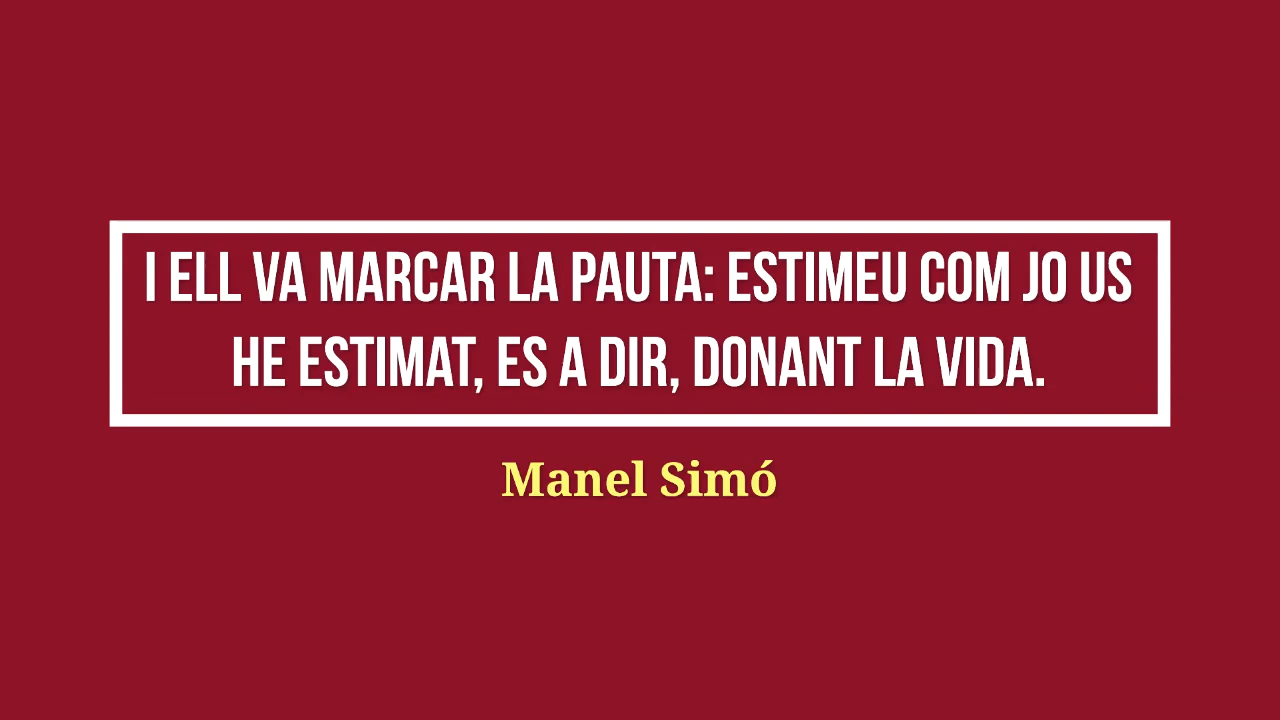 I ELL VA MARCAR LA PAUTA: ESTIMEU COM JO US
HE ESTIMAT, ES A DIR, DONANT LA VIDA.
Manel Simó